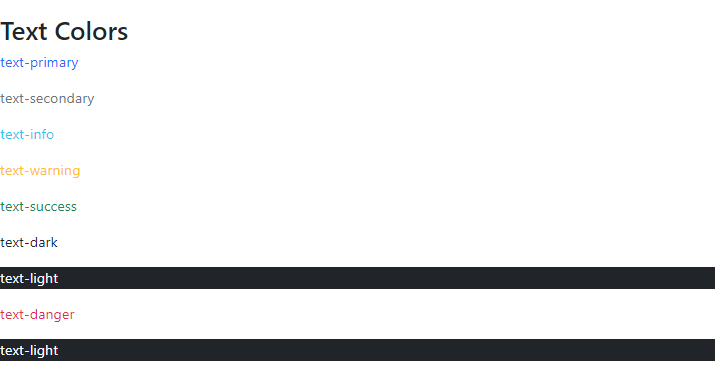 Text Colors
text-primary
text-secondary
text-info
text-warning
text-success
text-dark
text-light
text-danger
text-light